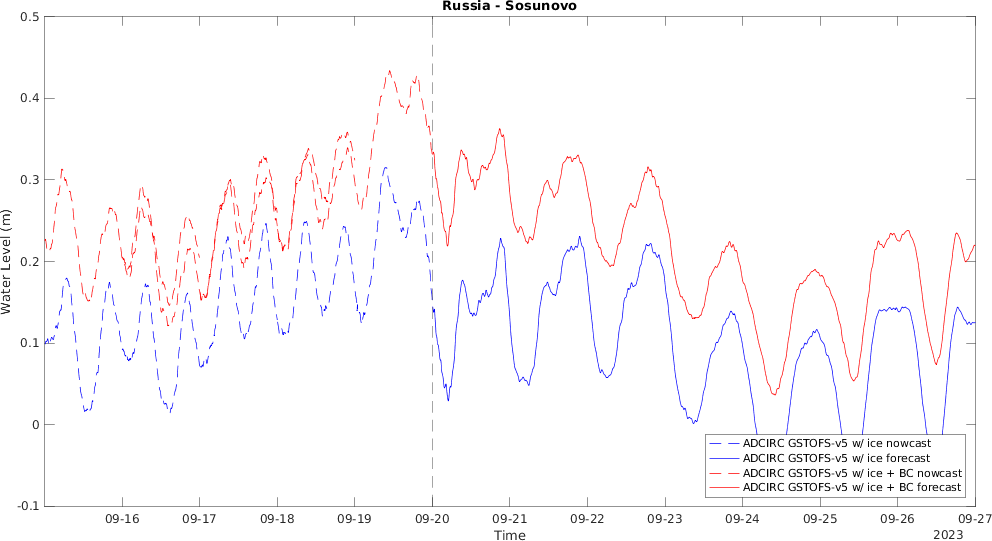 Russia - Sosunovo
0.5
0.4
0.3
0.2
0.1
0
-0.1
Water Level (m)
ADCIRC GSTOFS-v5 w/ ice nowcast
ADCIRC GSTOFS-v5 w/ ice forecast
ADCIRC GSTOFS-v5 w/ ice + BC nowcast
ADCIRC GSTOFS-v5 w/ ice + BC forecast
09-16 09-17 09-18 09-19 09-20 09-21 09-22 09-23 09-24 09-25 09-26 09-27
Time
2023